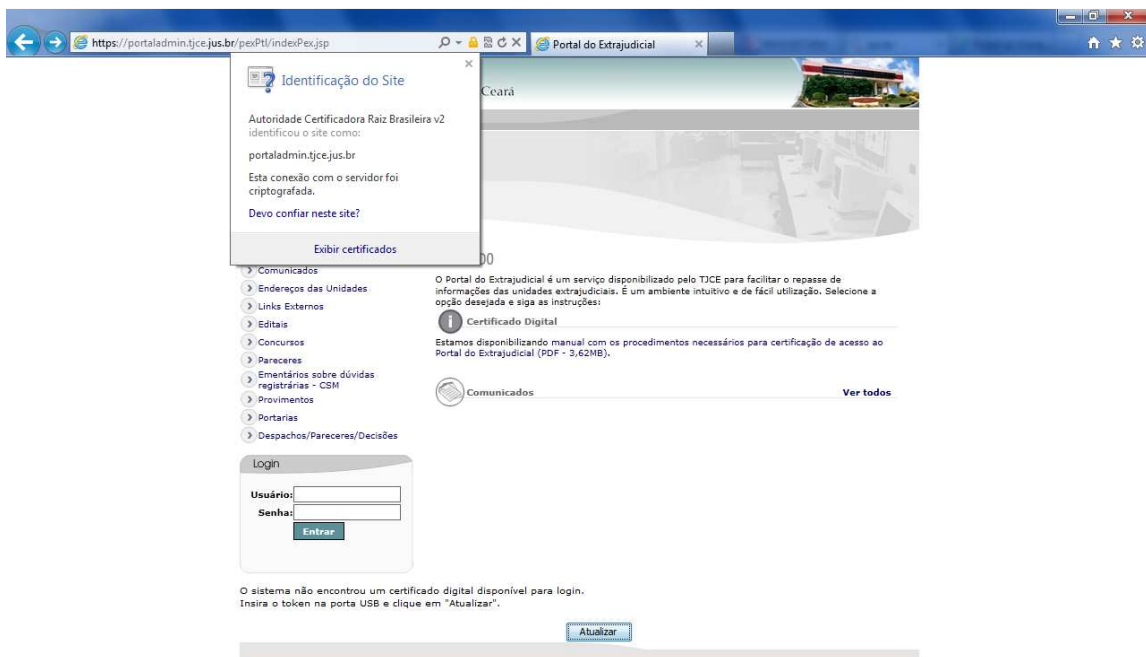 https://portaladmin.tjce.jus.br/pexPtl/indexPex.jsp
Portal do Extrajudicial
Identificação do Site
Autoridade Certificadora Raiz Brasileira v2
identificou o site como:
portaladmin.tjce.jus.br
Esta conexão com o servidor foi
criptografada.
Devo confiar neste site?
Exibir certificados
Ceará
Comunicados
Endereços das Unidades
Links Externos
Editais
Concursos
Pareceres
Ementários sobre dúvidas
registrárias - CSM
Provimentos
Portarias
Despachos/Pareceres/Decisões
Login
Usuário:
Senha:
Entrar
O Portal do Extrajudicial é um serviço disponibilizado pelo TJCE para facilitar o repasse de
informações das unidades extrajudiciais. É um ambiente intuitivo e de fácil utilização. Selecione a
opção desejada e siga as instruções:
Certificado Digital
Estamos disponibilizando manual com os procedimentos necessários para certificação de acesso ao
Portal do Extrajudicial (PDF - 3,62MB).
Comunicados
Ver todos
O sistema não encontrou um certificado digital disponível para login.
Insira o token na porta USB e clique em "Atualizar".
Atualizar